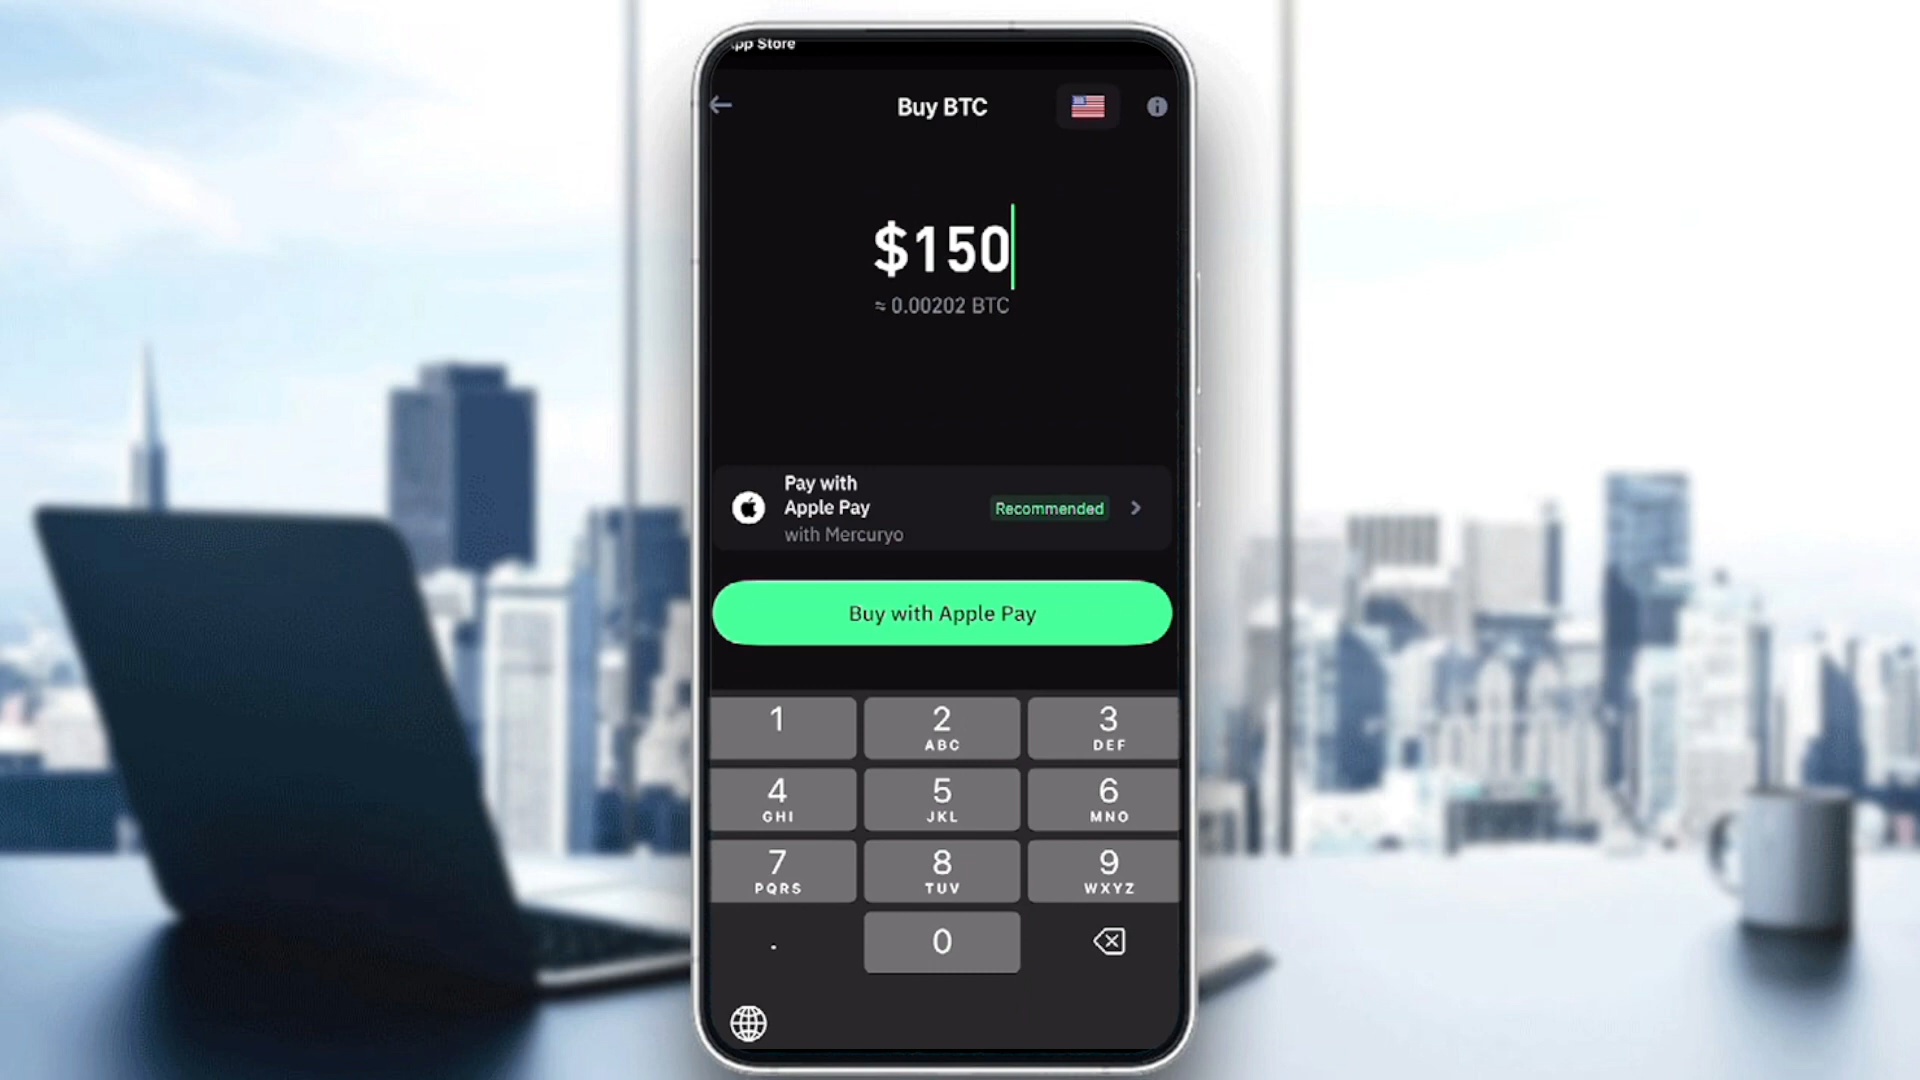 App Store
Buy BTC
$150
≈ 0.00202 BTC
Pay with
Apple Pay
Recommended
with Mercuryo
Buy with Apple Pay
1
2
3
ABC
DEF
4
5
6
GHI
JKL
MNO
7
8
9
PQRS
TUV
WXYZ
.
0